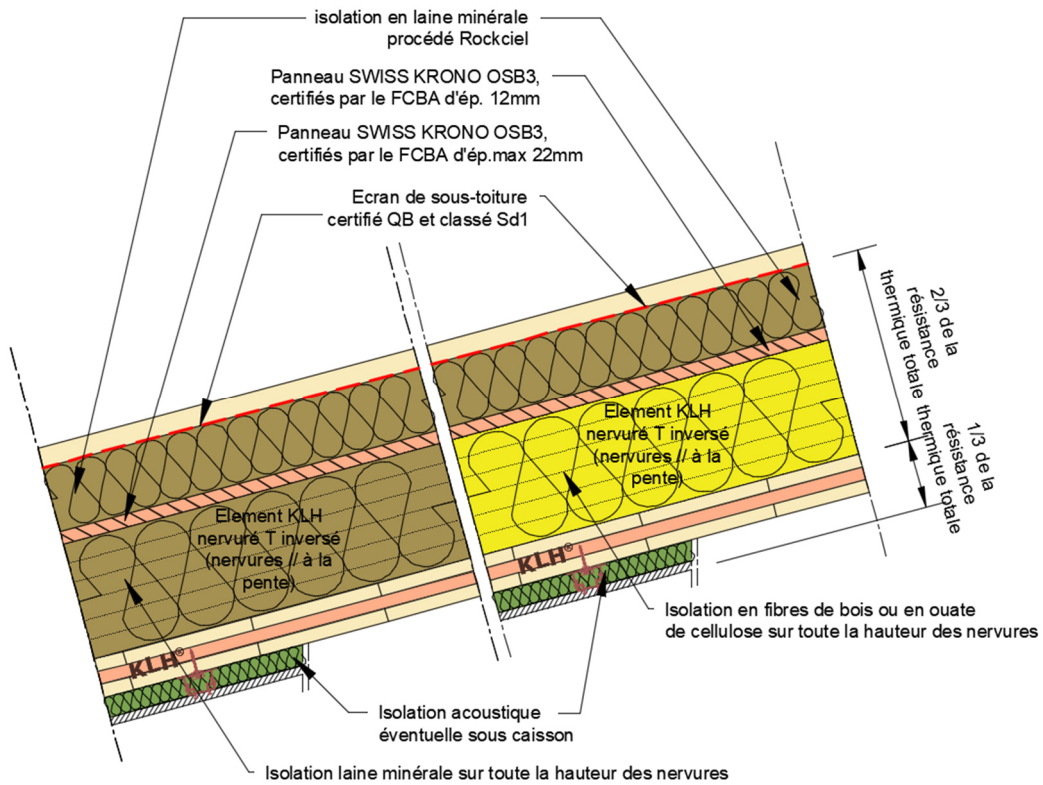 isolation en laine minérale
procédé Rockciel
Panneau SWISS KRONO OSB3,
certifiés par le FCBA d'ép. 12mm
Panneau SWISS KRONO OSB3,
certifiés par le FCBA d'ép.max 22mm
Ecran de sous-toiture
certifié QB et classé Sd1
2/3 de la
résistance
thermique totale
1/3 de la
résistance
thermique totale
Element KLH
nervuré T inversé
(nervures // à la
pente)
Element KLH
nervuré T inversé
(nervures // à la
pente)
KLH®
KLH®
Isolation en fibres de bois ou en ouate
de cellulose sur toute la hauteur des nervures
Isolation acoustique
éventuelle sous caisson
Isolation laine minérale sur toute la hauteur des nervures